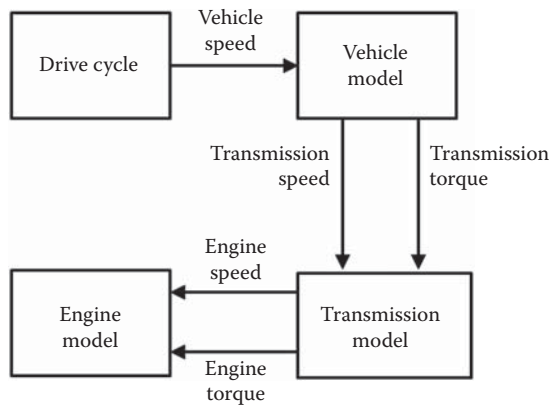 Vehicle
speed
Drive cycle
Vehicle
model
Transmission
speed
Transmission
torque
Engine
speed
Engine
model
Transmission
model
Engine
torque